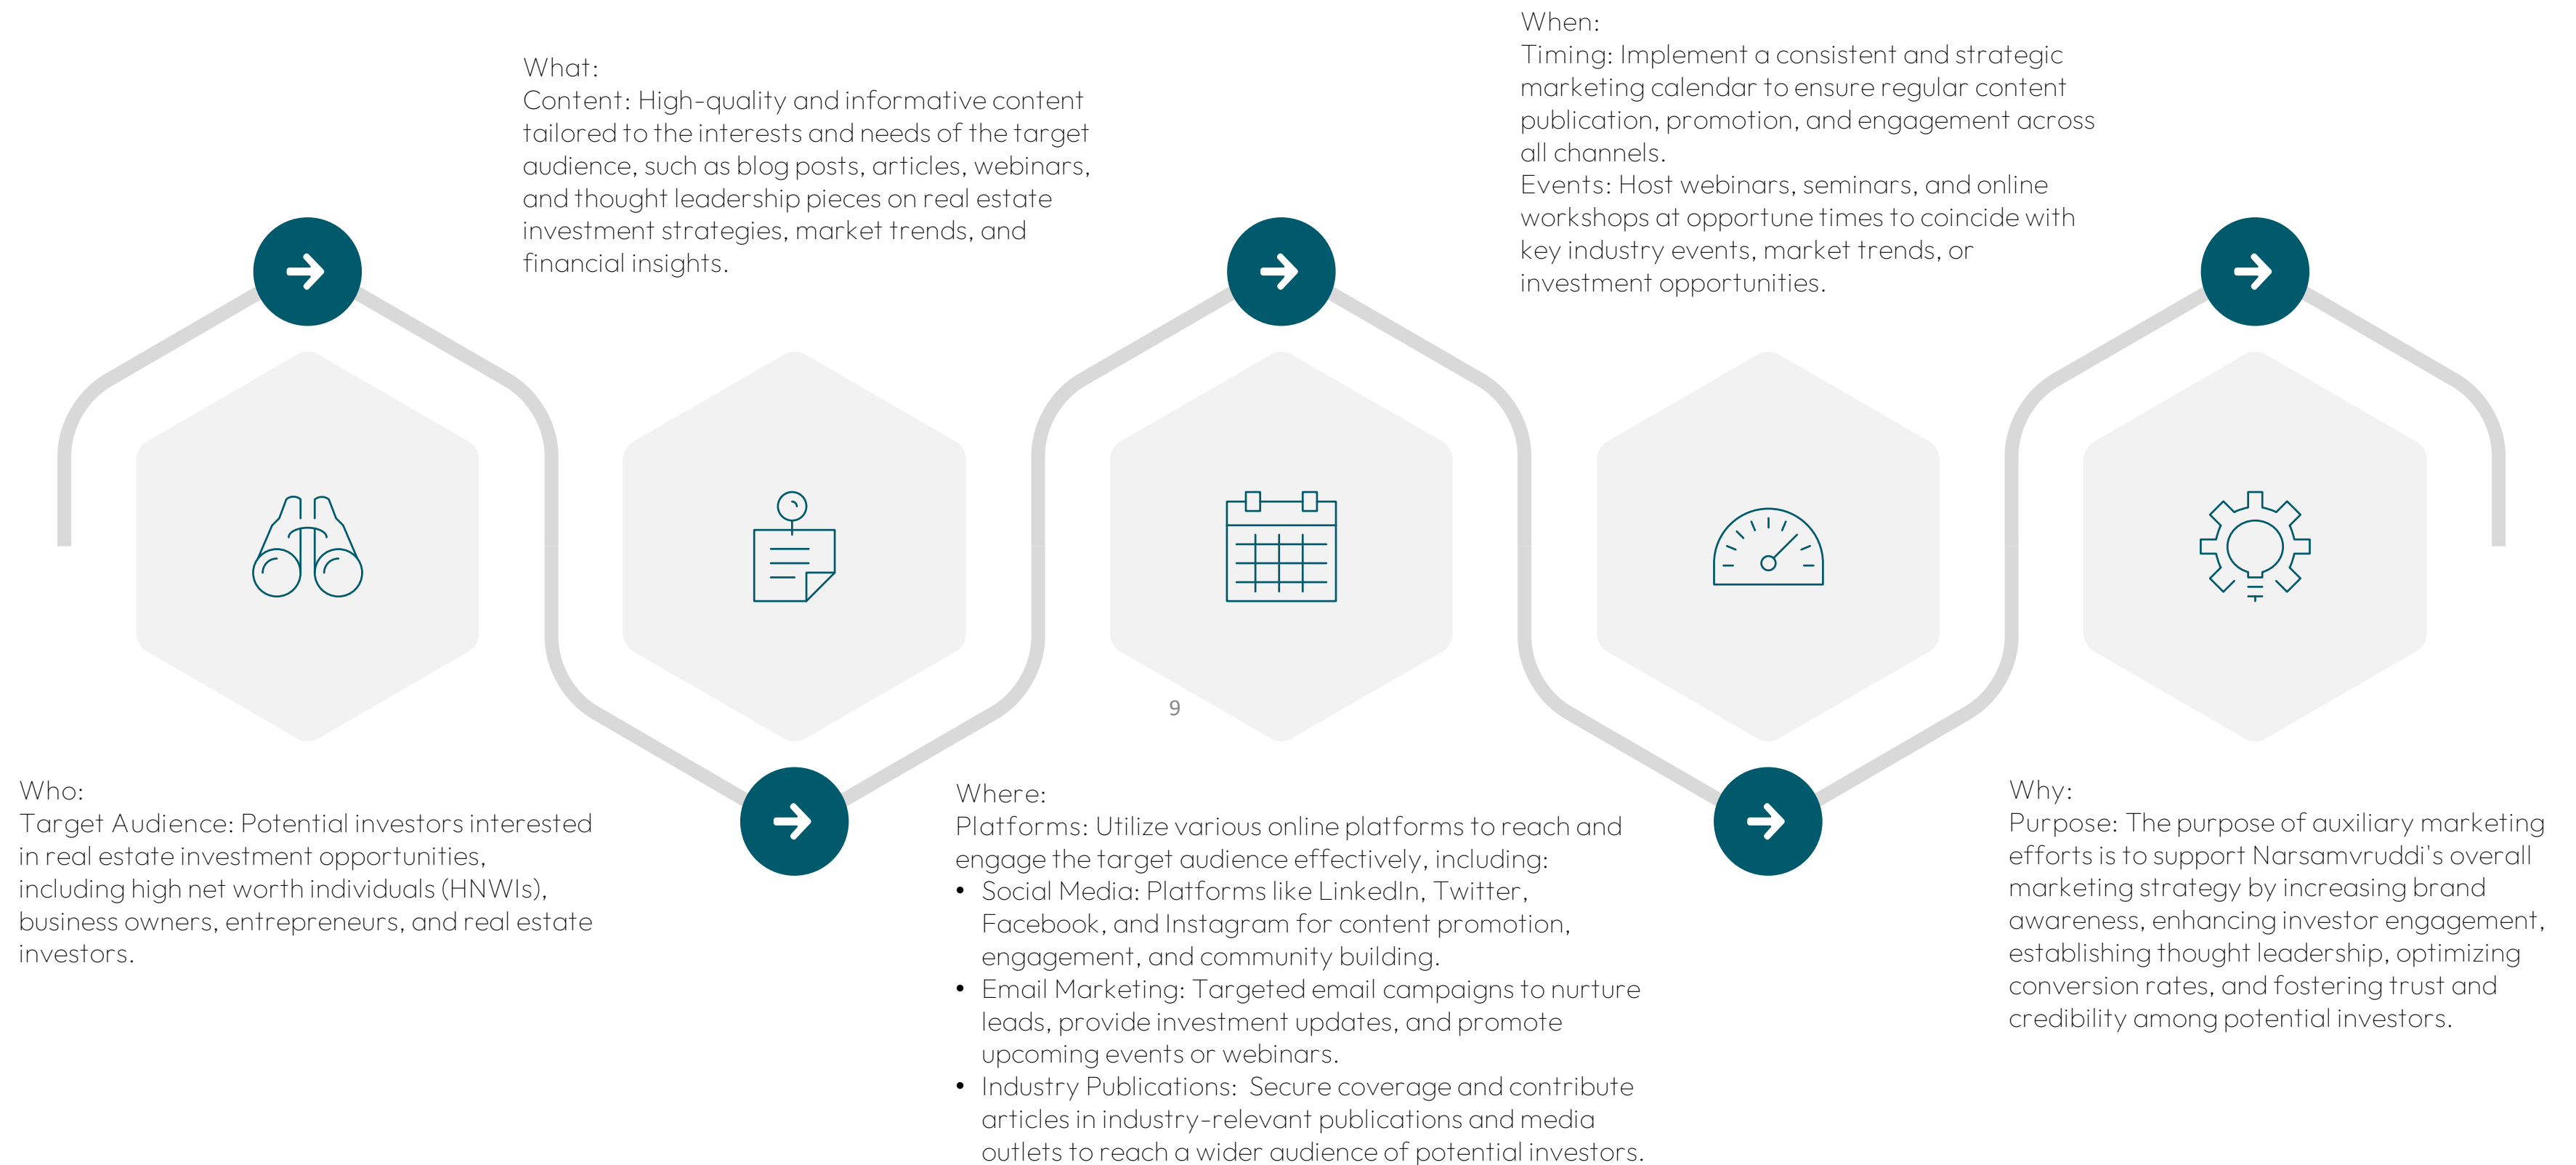 Who:
Target Audience: Potential investors interested
in real estate investment opportunities,
including high net worth individuals (HNWIs),
business owners, entrepreneurs, and real estate
investors.
What:
Content: High-quality and informative content
tailored to the interests and needs of the target
audience, such as blog posts, articles, webinars,
and thought leadership pieces on real estate
investment strategies, market trends, and
financial insights.
Where:
Platforms: Utilize various online platforms to reach and
engage the target audience effectively, including:
• Social Media: Platforms like LinkedIn, Twitter,
Facebook, and Instagram for content promotion,
engagement, and community building.
• Email Marketing: Targeted email campaigns to nurture
leads, provide investment updates, and promote
upcoming events or webinars.
• Industry Publications: Secure coverage and contribute
articles in industry-relevant publications and media
outlets to reach a wider audience of potential investors.
When:
Timing: Implement a consistent and strategic
marketing calendar to ensure regular content
publication, promotion, and engagement across
all channels.
Events: Host webinars, seminars, and online
workshops at opportune times to coincide with
key industry events, market trends, or
investment opportunities.
Why:
Purpose: The purpose of auxiliary marketing
efforts is to support Narsamvruddi's overall
marketing strategy by increasing brand
awareness, enhancing investor engagement,
establishing thought leadership, optimizing
conversion rates, and fostering trust and
credibility among potential investors.
9